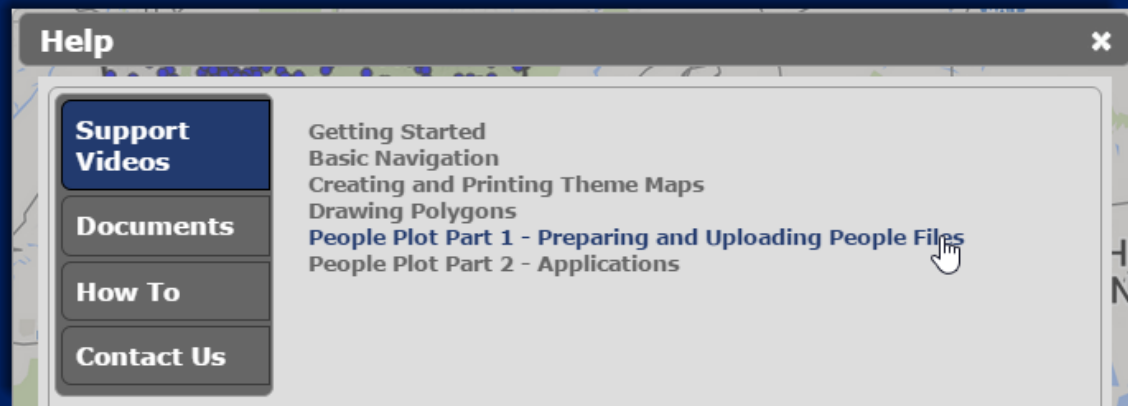 Help
Support
Videos
Documents
How To
Contact Us
Getting Started
Basic Navigation
Creating and Printing Theme Maps
Drawing Polygons
People Plot Part 1 - Preparing and Uploading People Files
People Plot Part 2 - Applications